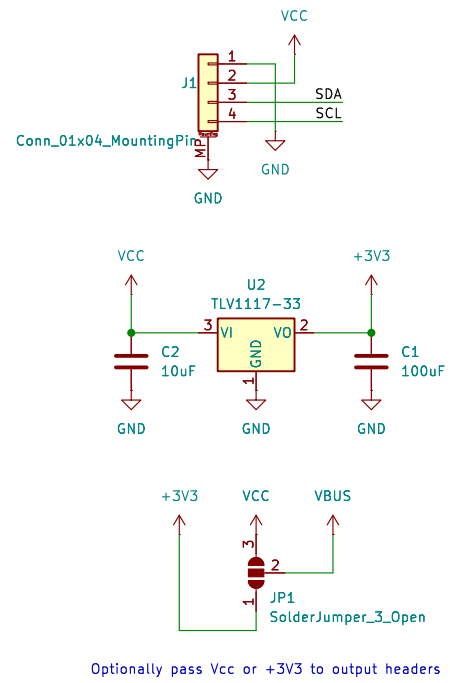 VCC
1
J1
2
3 SDA
4 SCL
Conn_01x04_MountingPin
MP
GND
GND
VCC
+3V3
U2
TLV1117-33
3 VI VO 2
GND
1
C2
10uF
C1
100uF
GND
GND
GND
+3V3
VCC
VBUS
3
2
1
JP1
SolderJumper_3_Open
Optionally pass Vcc or +3V3 to output headers